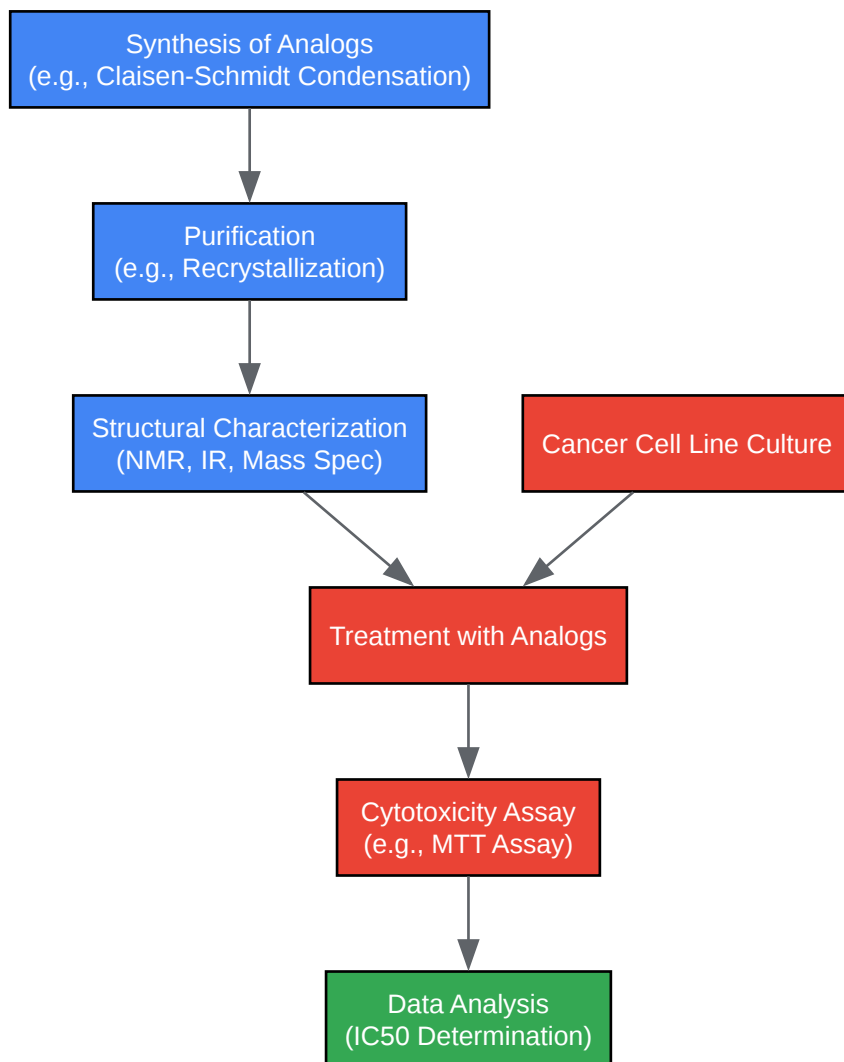 Synthesis of Analogs
(e.g., Claisen-Schmidt Condensation)
Purification
(e.g., Recrystallization)
Structural Characterization
(NMR, IR, Mass Spec)
Cancer Cell Line Culture
Treatment with Analogs
Cytotoxicity Assay
(e.g., MTT Assay)
Data Analysis
(IC50 Determination)